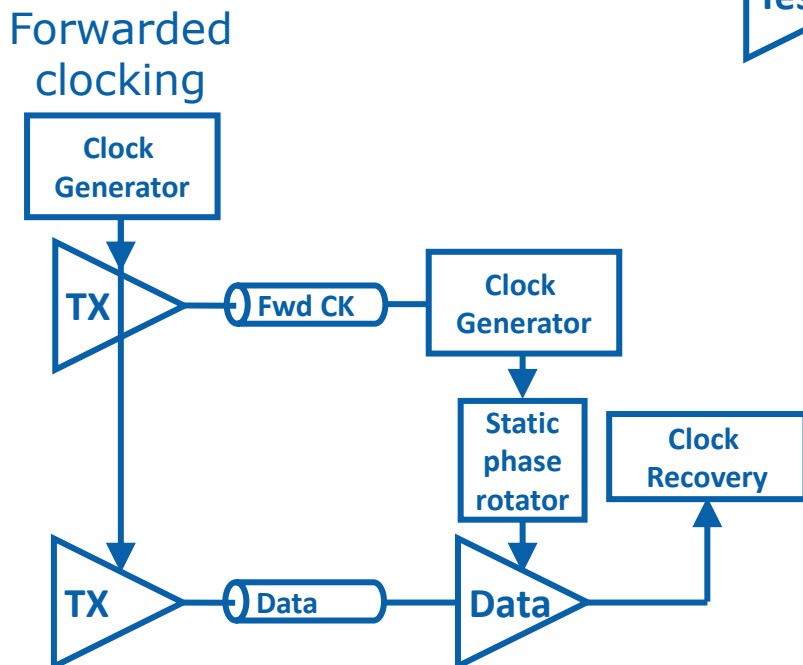 Forwarded
clocking
Clock
Generator
TX
Fwd CK
Clock
Generator
Static
phase
rotator
Clock
Recovery
TX
Data
Data